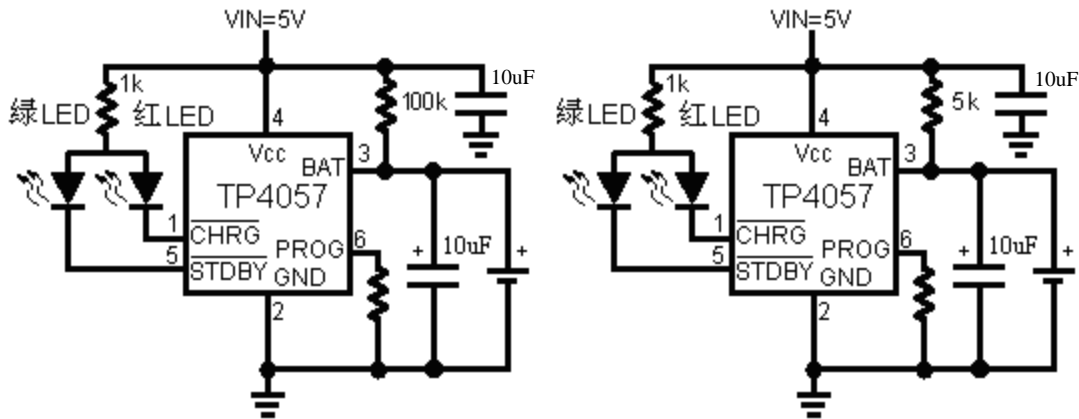 VIN=5V
1k
100k
10uF
绿LED
红LED
4
Vcc
BAT
3
TP4057
1
CHRG
5
STDBY
PROG
6
GND
2
+
10uF
+
VIN=5V
1k
5k
10uF
绿LED
红LED
4
Vcc
BAT
3
TP4057
1
CHRG
5
STDBY
PROG
6
GND
2
+
10uF
+